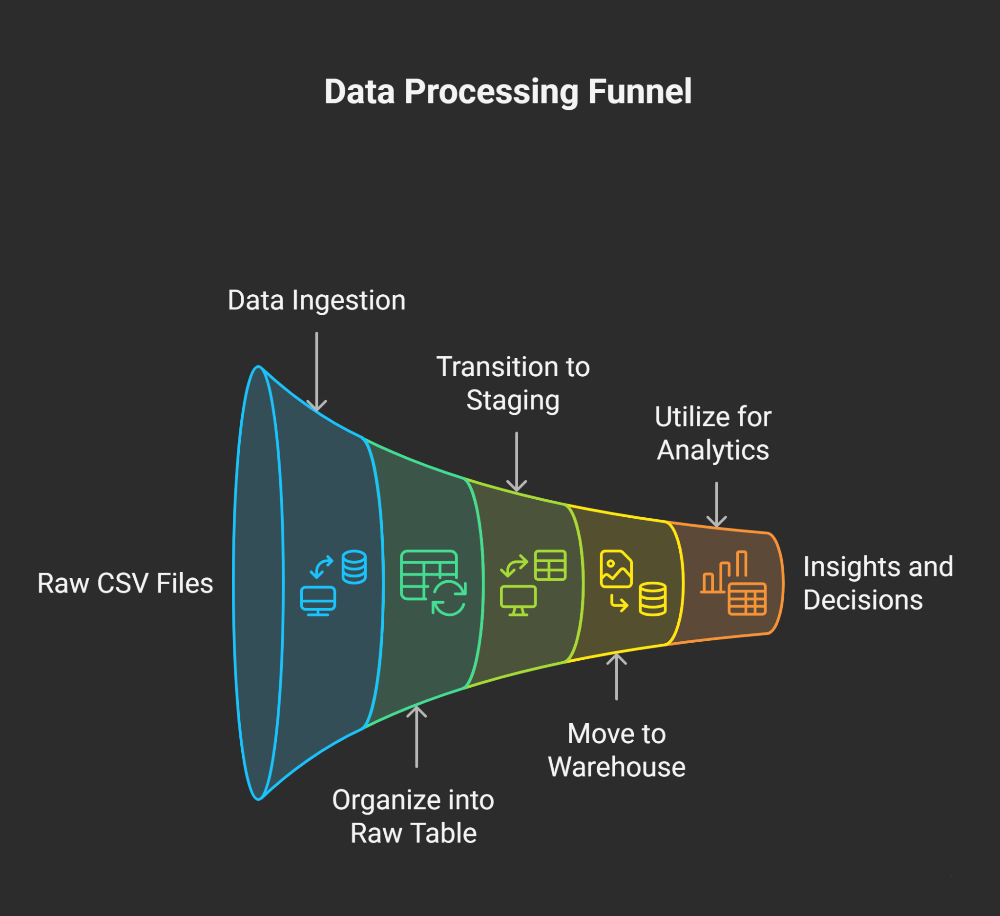 Data Processing Funnel
Data Ingestion
Transition to
Staging
Utilize for
Analytics
Raw CSV Files
Insights and
Decisions
Move to
Warehouse
Organize into
Raw Table